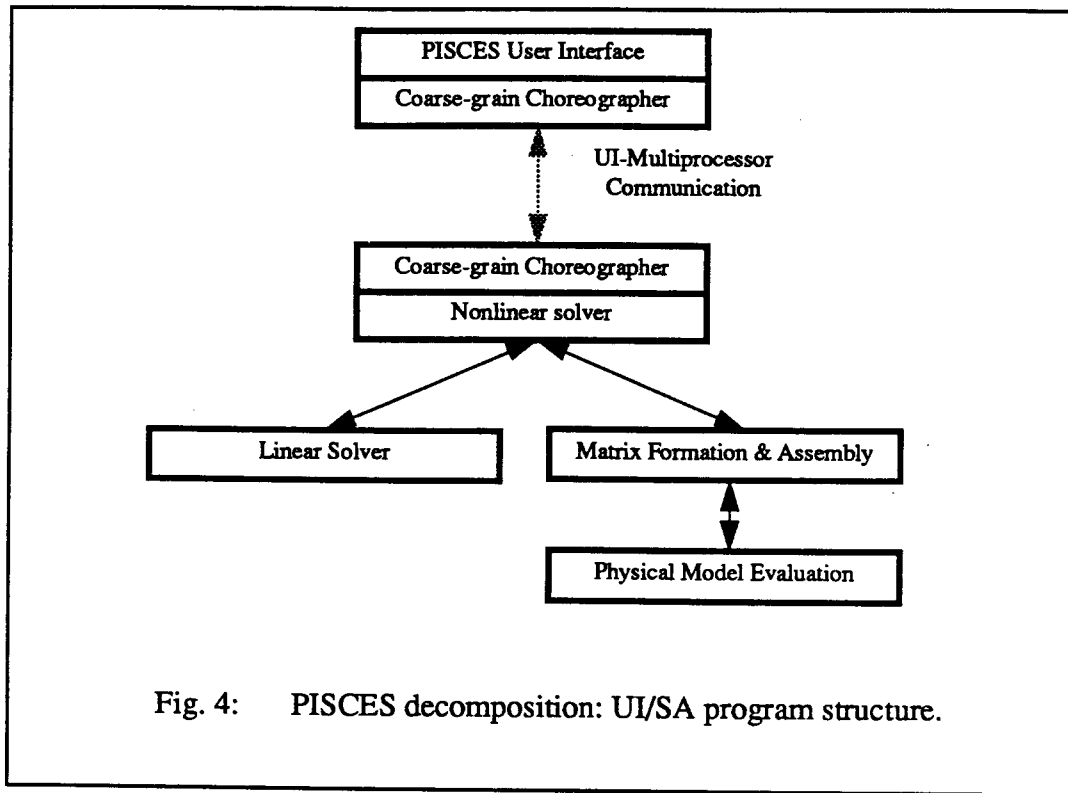 PISCES User Interface
Coarse-grain Choreographer
UI-Multiprocessor
Communication
Coarse-grain Choreographer
Nonlinear solver
Linear Solver
Matrix Formation & Assembly
Physical Model Evaluation
Fig. 4: PISCES decomposition: UI/SA program structure.